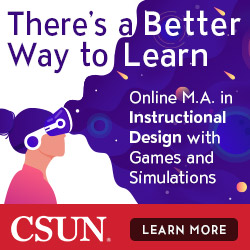 There's a Better
Way to Learn
Online M.A. in
Instructional
Design with
Games and
Simulations
CSUN®
LEARN MORE